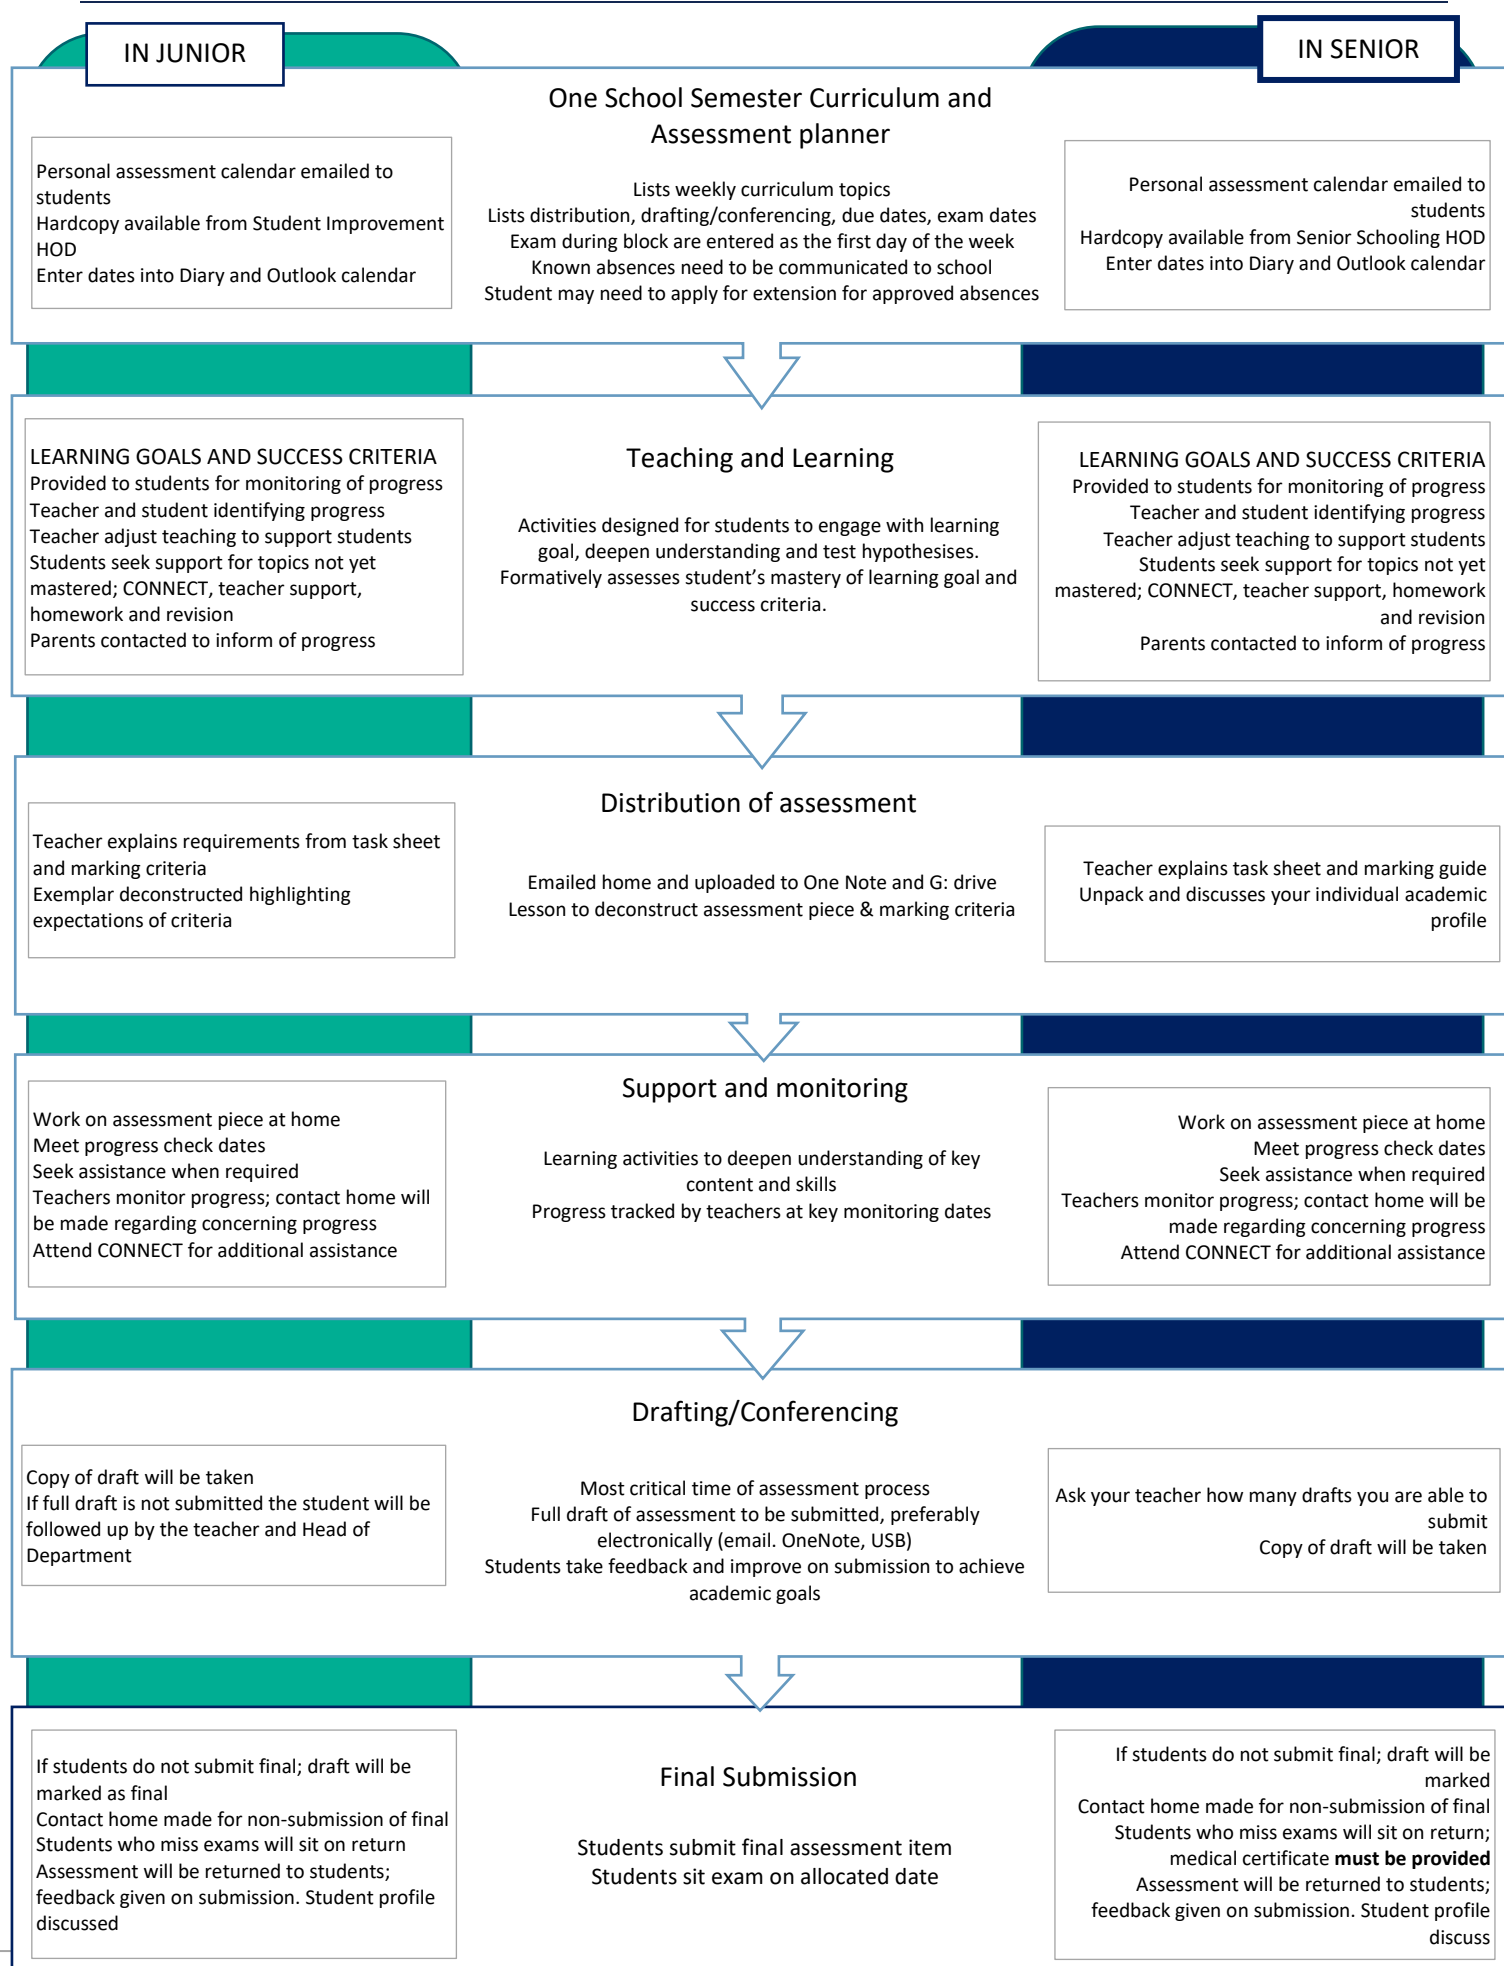 IN JUNIOR
IN SENIOR
One School Semester Curriculum and
Assessment planner
Personal assessment calendar emailed to
students
Hardcopy available from Student Improvement
HOD
Enter dates into Diary and Outlook calendar
Lists weekly curriculum topics
Lists distribution, drafting/conferencing, due dates, exam dates
Exam during block are entered as the first day of the week
Known absences need to be communicated to school
Student may need to apply for extension for approved absences
Personal assessment calendar emailed to
students
Hardcopy available from Senior Schooling HOD
Enter dates into Diary and Outlook calendar
LEARNING GOALS AND SUCCESS CRITERIA
Provided to students for monitoring of progress
Teacher and student identifying progress
Teacher adjust teaching to support students
Students seek support for topics not yet
mastered; CONNECT, teacher support,
homework and revision
Parents contacted to inform of progress
Teaching and Learning
Activities designed for students to engage with learning
goal, deepen understanding and test hypothesises.
Formatively assesses student’s mastery of learning goal and
success criteria.
LEARNING GOALS AND SUCCESS CRITERIA
Provided to students for monitoring of progress
Teacher and student identifying progress
Teacher adjust teaching to support students
Students seek support for topics not yet
mastered; CONNECT, teacher support, homework
and revision
Parents contacted to inform of progress
Distribution of assessment
Teacher explains requirements from task sheet
and marking criteria
Exemplar deconstructed highlighting
expectations of criteria
Emailed home and uploaded to One Note and G: drive
Lesson to deconstruct assessment piece & marking criteria
Teacher explains task sheet and marking guide
Unpack and discusses your individual academic
profile
Support and monitoring
Work on assessment piece at home
Meet progress check dates
Seek assistance when required
Teachers monitor progress; contact home will
be made regarding concerning progress
Attend CONNECT for additional assistance
Learning activities to deepen understanding of key
content and skills
Progress tracked by teachers at key monitoring dates
Work on assessment piece at home
Meet progress check dates
Seek assistance when required
Teachers monitor progress; contact home will be
made regarding concerning progress
Attend CONNECT for additional assistance
Drafting/Conferencing
Copy of draft will be taken
If full draft is not submitted the student will be
followed up by the teacher and Head of
Department
Most critical time of assessment process
Full draft of assessment to be submitted, preferably
electronically (email. OneNote, USB)
Students take feedback and improve on submission to achieve
academic goals
Ask your teacher how many drafts you are able to
submit
Copy of draft will be taken
If students do not submit final; draft will be
marked as final
Contact home made for non-submission of final
Students who miss exams will sit on return
Assessment will be returned to students;
feedback given on submission. Student profile
discussed
Final Submission
Students submit final assessment item
Students sit exam on allocated date
If students do not submit final; draft will be
marked
Contact home made for non-submission of final
Students who miss exams will sit on return;
medical certificate must be provided
Assessment will be returned to students;
feedback given on submission. Student profile
discuss